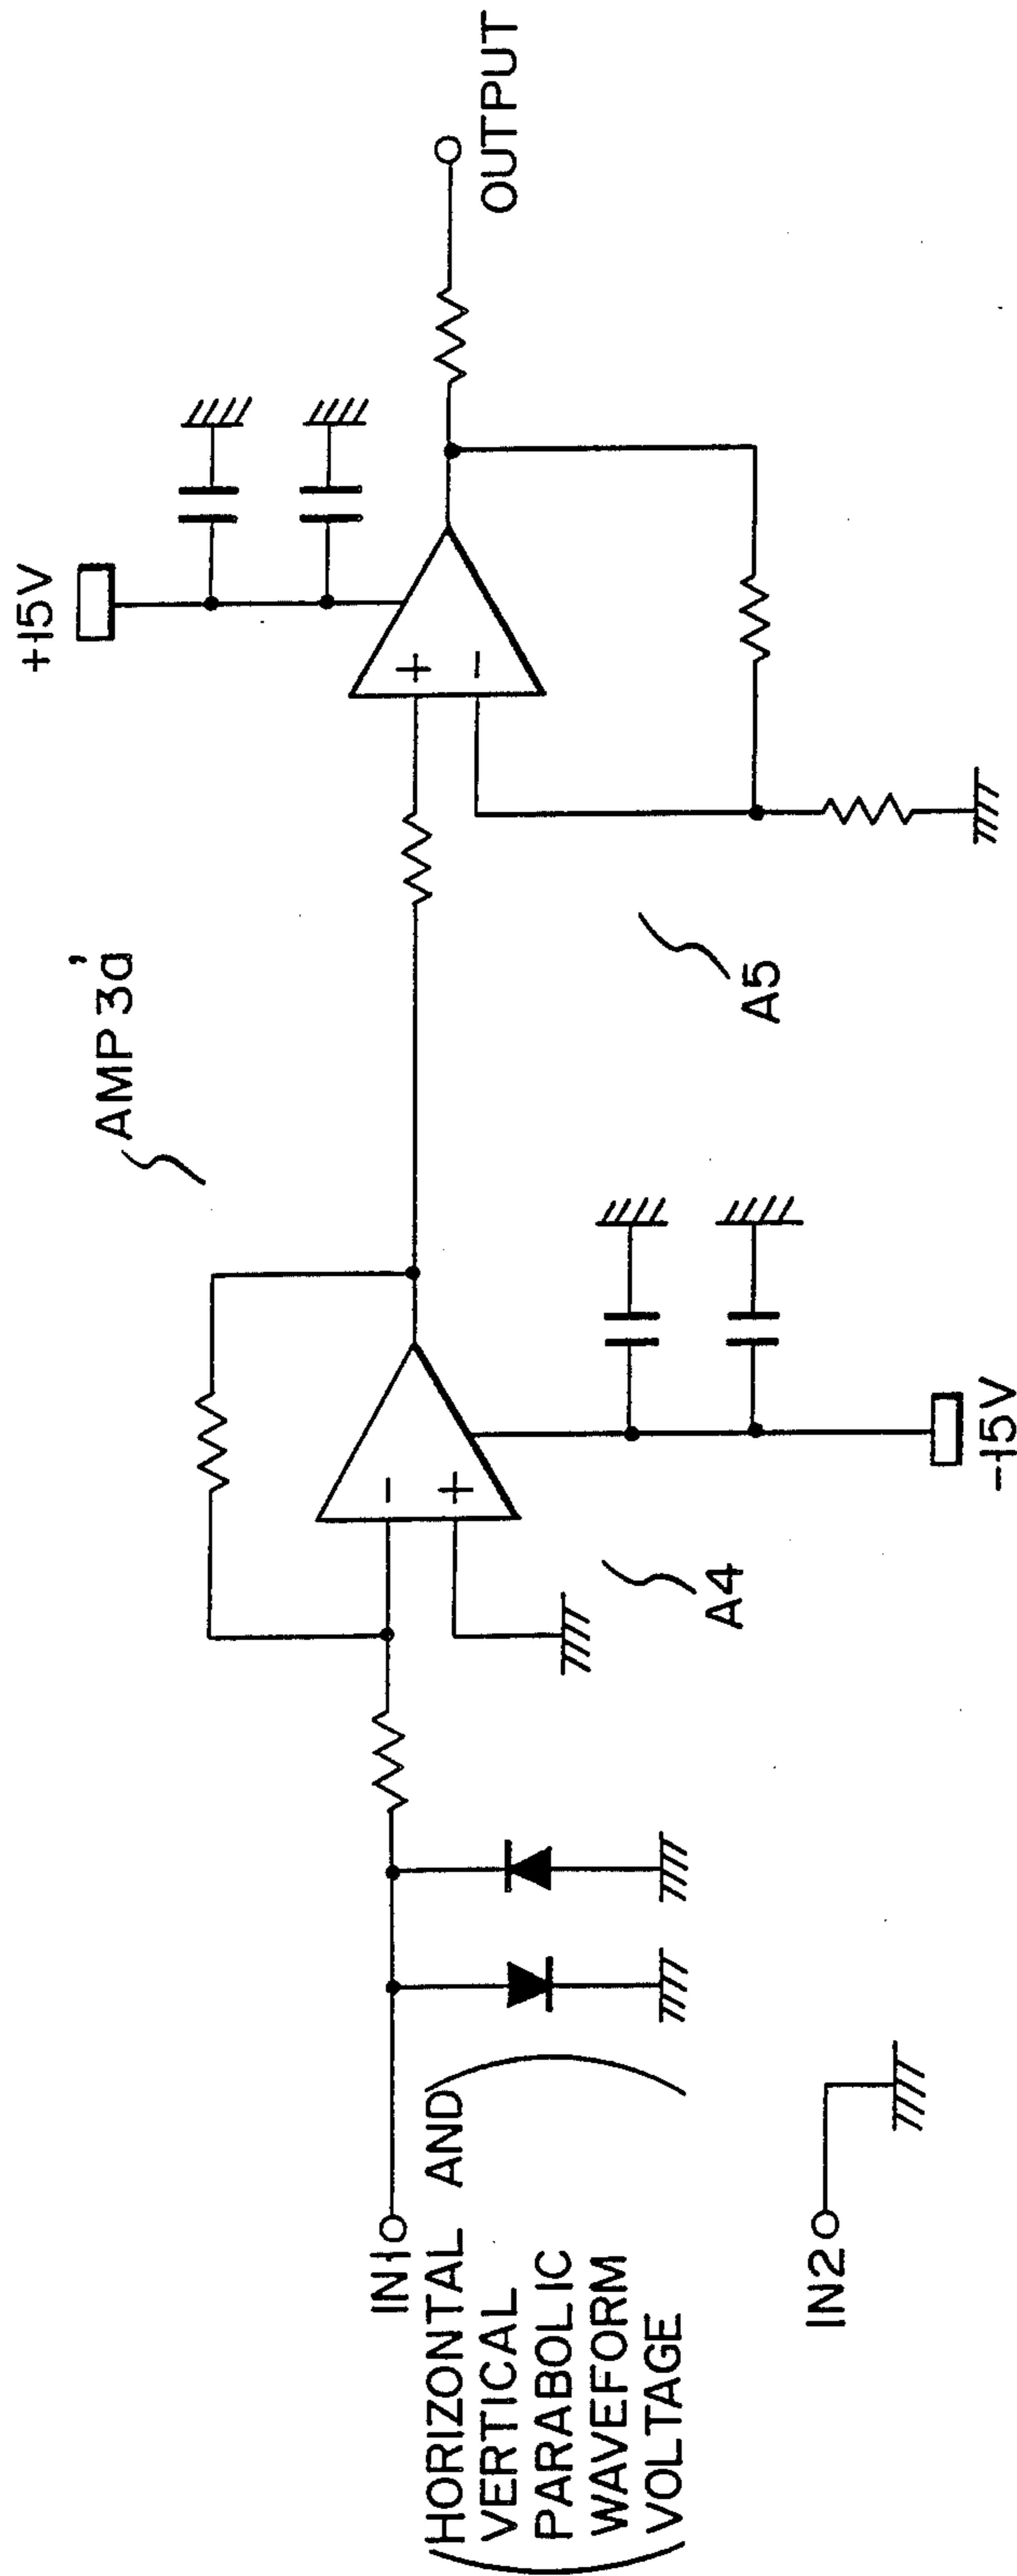 AMP 3a'
+15V
OUTPUT
+
-
-
+
A5
A4
-15V
IN1
(HORIZONTAL AND
VERTICAL
PARABOLIC
WAVEFORM
VOLTAGE)
IN2